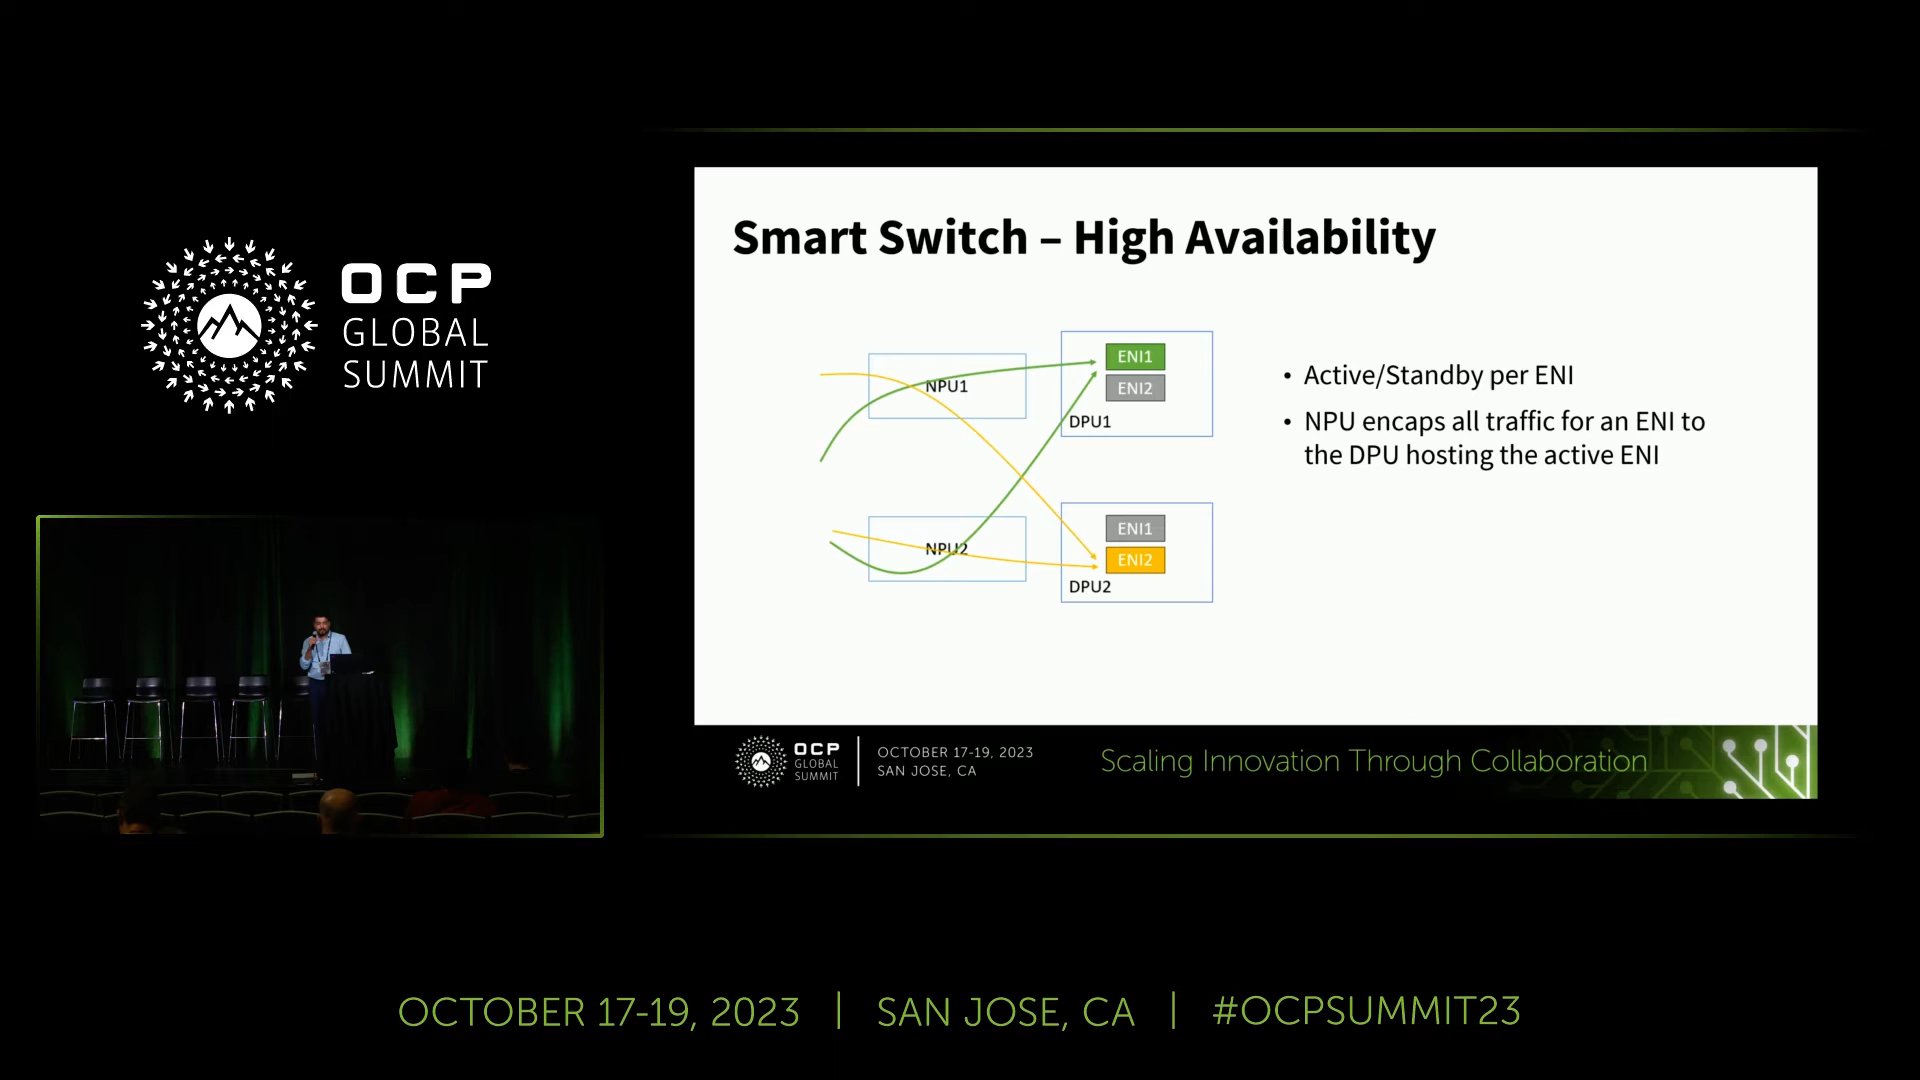 OCP
GLOBAL
SUMMIT
Smart Switch – High Availability
NPU1
ENI1
ENI2
DPU1
NPU2
ENI1
ENI2
DPU2
• Active/Standby per ENI
• NPU encaps all traffic for an ENI to
the DPU hosting the active ENI
OCP
GLOBAL
SUMMIT
OCTOBER 17-19, 2023
SAN JOSE, CA
Scaling Innovation Through Collaboration
OCTOBER 17-19, 2023 | SAN JOSE, CA | #OCPSUMMIT23